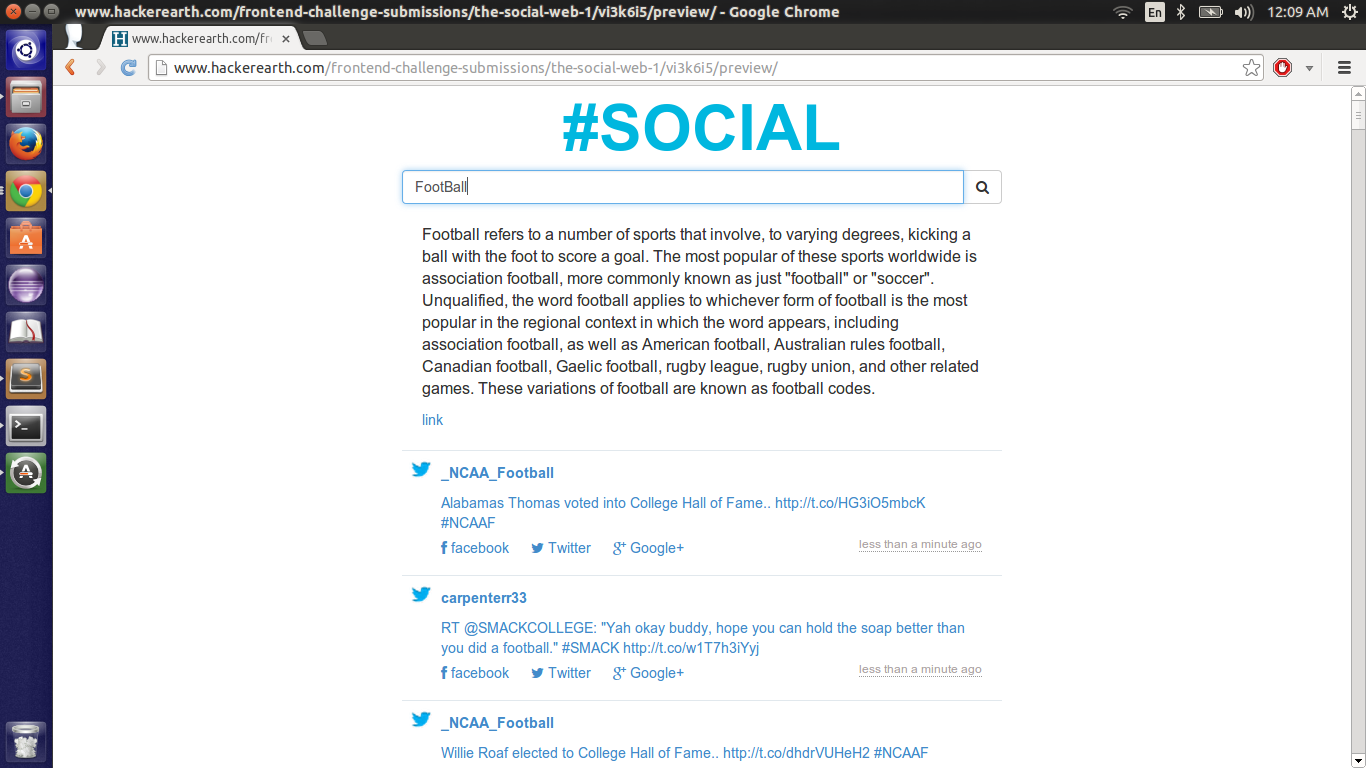 www.hackerearth.com/frontend-challenge-submissions/the-social-web-1/vi3k6i5/preview/ - Google Chrome
En
12:09 AM
www.hackerearth.com/fr
www.hackerearth.com/frontend-challenge-submissions/the-social-web-1/vi3k6i5/preview/
#SOCIAL
FootBall
Football refers to a number of sports that involve, to varying degrees, kicking a
ball with the foot to score a goal. The most popular of these sports worldwide is
association football, more commonly known as just "football" or "soccer".
Unqualified, the word football applies to whichever form of football is the most
popular in the regional context in which the word appears, including
association football, as well as American football, Australian rules football,
Canadian football, Gaelic football, rugby league, rugby union, and other related
games. These variations of football are known as football codes.
link
_NCAA_Football
Alabamas Thomas voted into College Hall of Fame.. http://t.co/HG3iO5mbcK
#NCAAF
facebook Twitter Google+ less than a minute ago
carpenterr33
RT @SMACKCOLLEGE: "Yah okay buddy, hope you can hold the soap better than
you did a football." #SMACK http://t.co/w1T7h3iYyj
facebook Twitter Google+ less than a minute ago
_NCAA_Football
Willie Roaf elected to College Hall of Fame.. http://t.co/dhdrVUHeH2 #NCAAF